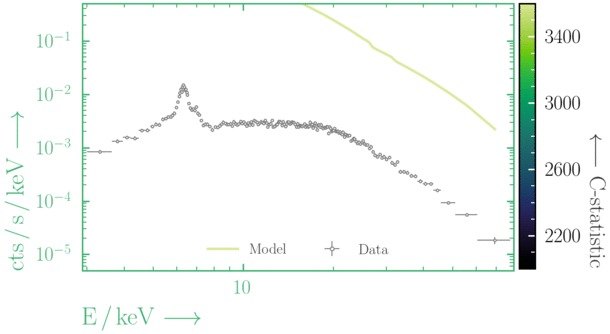 10⁻¹
10⁻²
10⁻³
10⁻⁴
10⁻⁵
cts / s / keV ⟶
Model
Data
10
E / keV ⟶
3400
3000
2600
2200
⟵ C-statistic